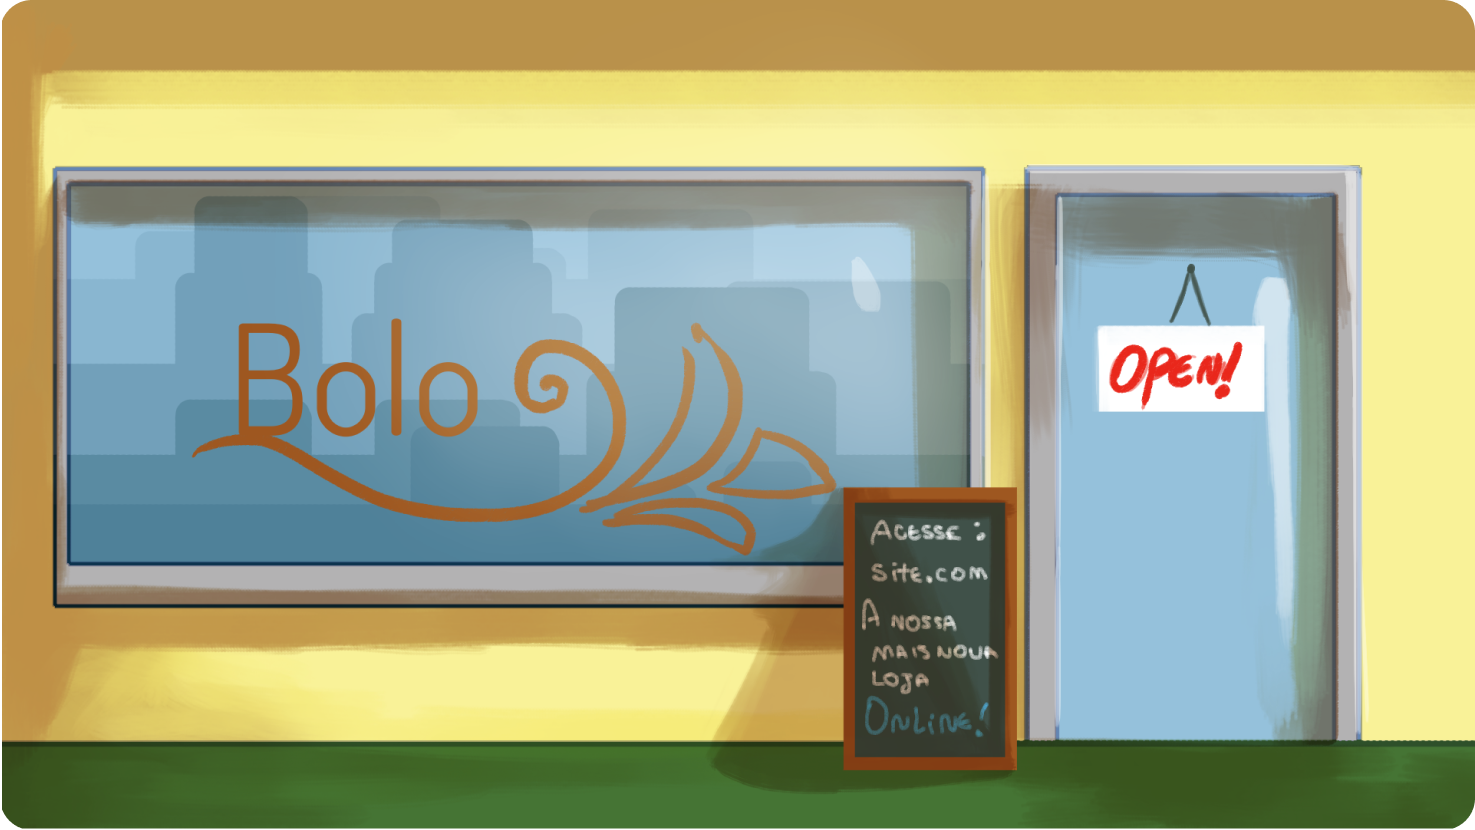 Bolo
OPEN!
ACESSE:
Site.com
A NOSSA
MAIS NOVA
LOJA
ONLINE!